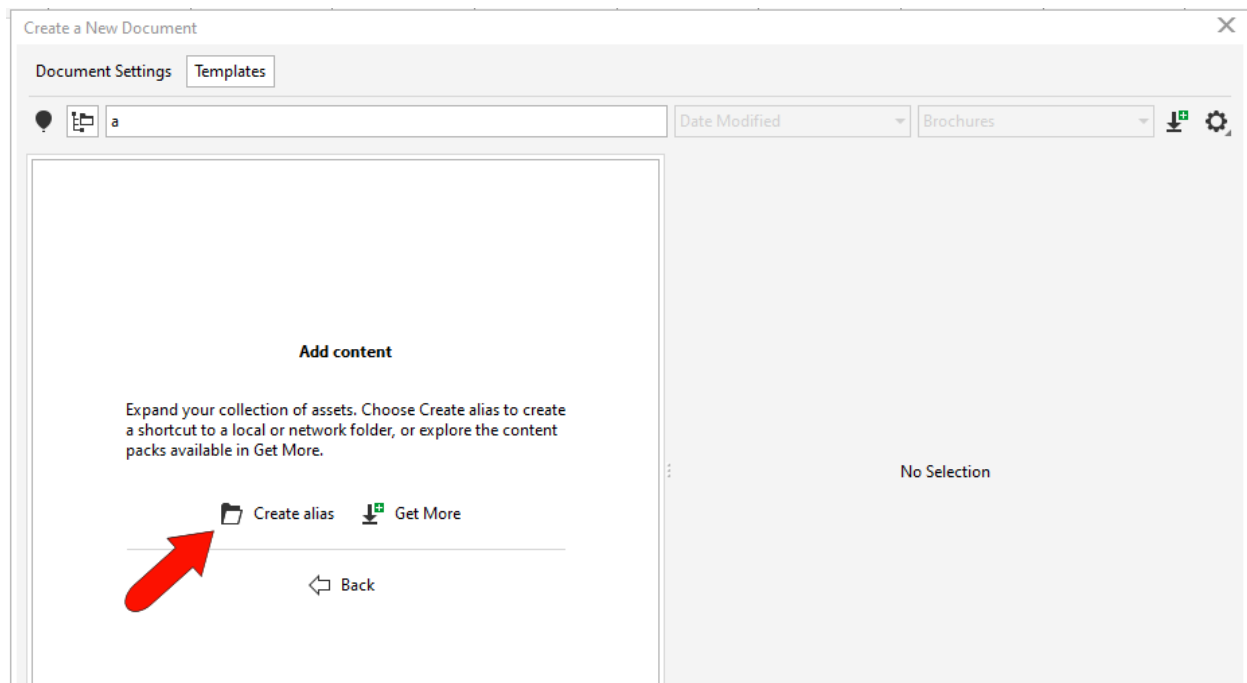 Create a New Document
Document Settings Templates
a Date Modified Brochures
Add content
Expand your collection of assets. Choose Create alias to create
a shortcut to a local or network folder, or explore the content
packs available in Get More.
No Selection
Create alias Get More
Back